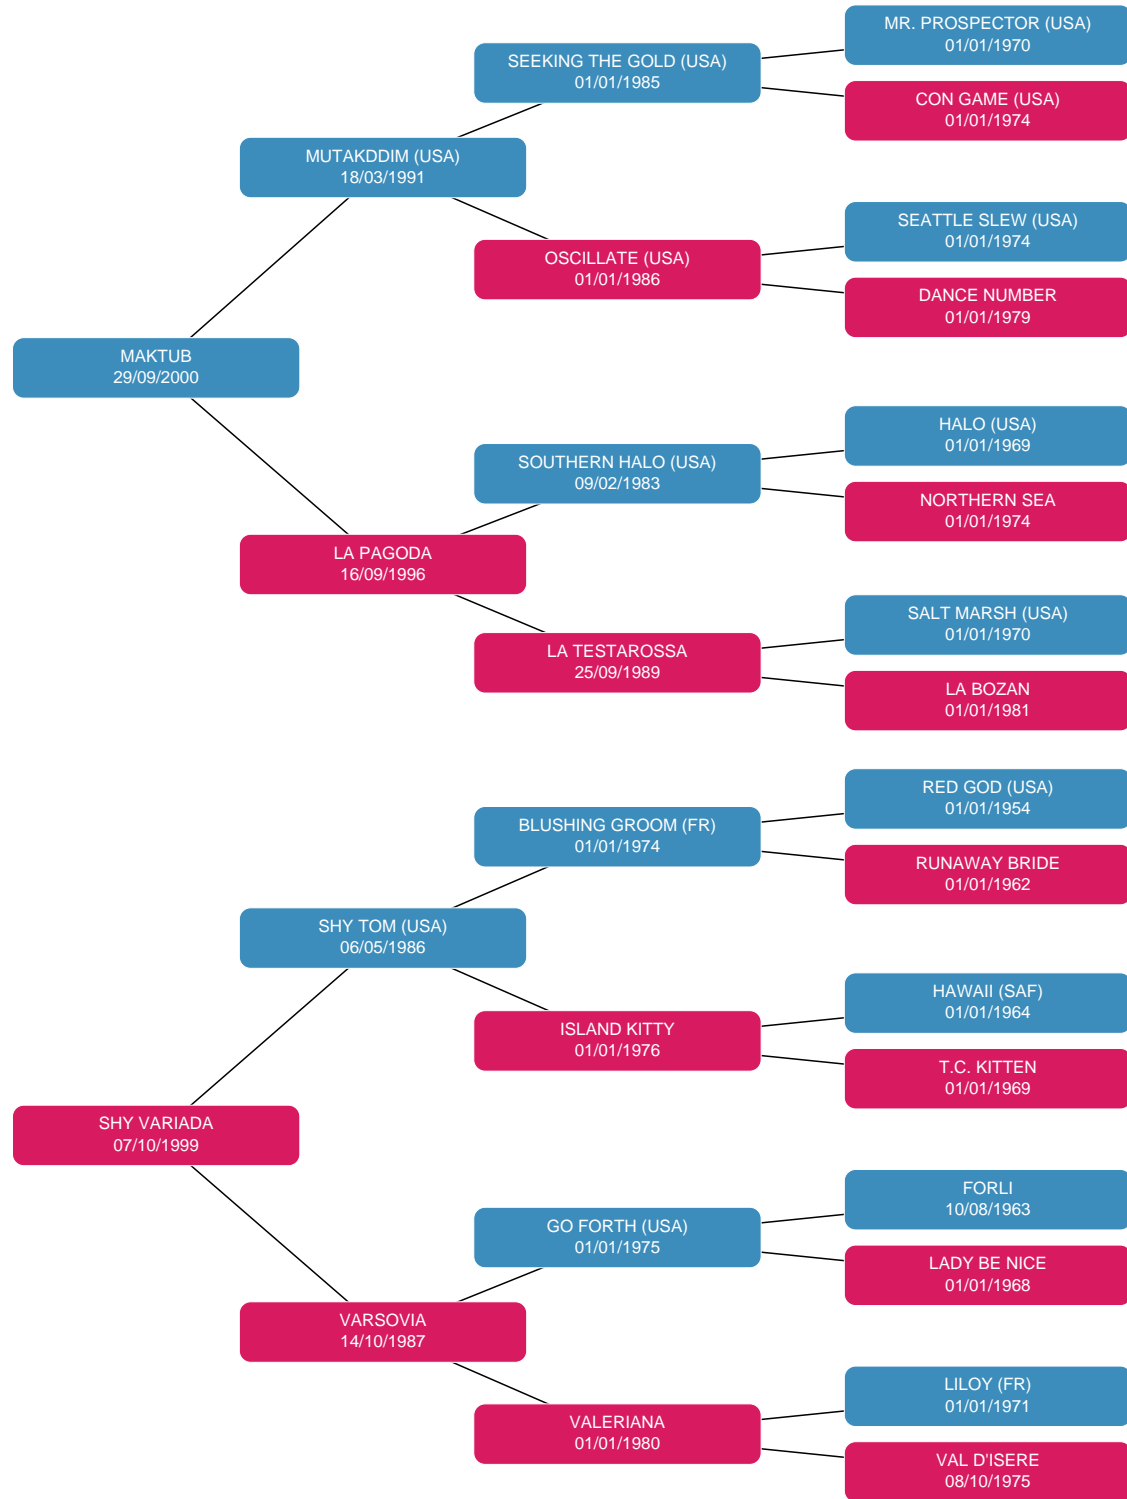 MR. PROSPECTOR (USA)
01/01/1970
SEEKING THE GOLD (USA)
01/01/1985
CON GAME (USA)
01/01/1974
MUTAKDDIM (USA)
18/03/1991
SEATTLE SLEW (USA)
01/01/1974
OSCILLATE (USA)
01/01/1986
DANCE NUMBER
01/01/1979
MAKTUB
29/09/2000
HALO (USA)
01/01/1969
SOUTHERN HALO (USA)
09/02/1983
NORTHERN SEA
01/01/1974
LA PAGODA
16/09/1996
SALT MARSH (USA)
01/01/1970
LA TESTAROSSA
25/09/1989
LA BOZAN
01/01/1981
RED GOD (USA)
01/01/1954
BLUSHING GROOM (FR)
01/01/1974
RUNAWAY BRIDE
01/01/1962
SHY TOM (USA)
06/05/1986
HAWAII (SAF)
01/01/1964
ISLAND KITTY
01/01/1976
T.C. KITTEN
01/01/1969
SHY VARIADA
07/10/1999
FORLI
10/08/1963
GO FORTH (USA)
01/01/1975
LADY BE NICE
01/01/1968
VARSOVIA
14/10/1987
LILOY (FR)
01/01/1971
VALERIANA
01/01/1980
VAL D'ISERE
08/10/1975